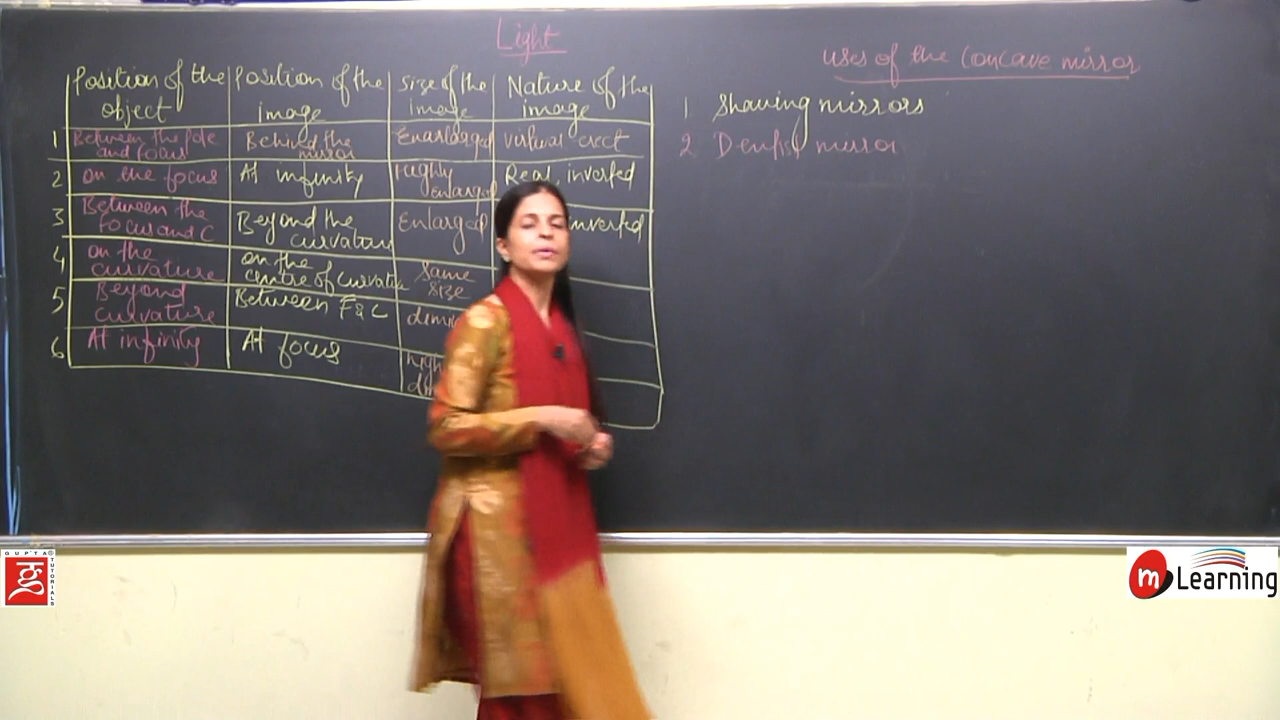 Light
Position of the object
Position of the image
Size of the image
Nature of the image
1 Between the Pole and focus
Behind the mirror
Enarlarged
virtual erect
2 on the focus
At infinity
Highly Enlarged
Real, inverted
3 Between the focus and C
Beyond the curvature
Enlarged
inverted
4 on the curvature
on the centre of curvature
Same size
5 Beyond curvature
Between F & C
6 At infinity
At focus
uses of the Concave mirror
1 Shaving mirrors
2 Dentist mirror
GUPTA
TUTORIALS
m Learning